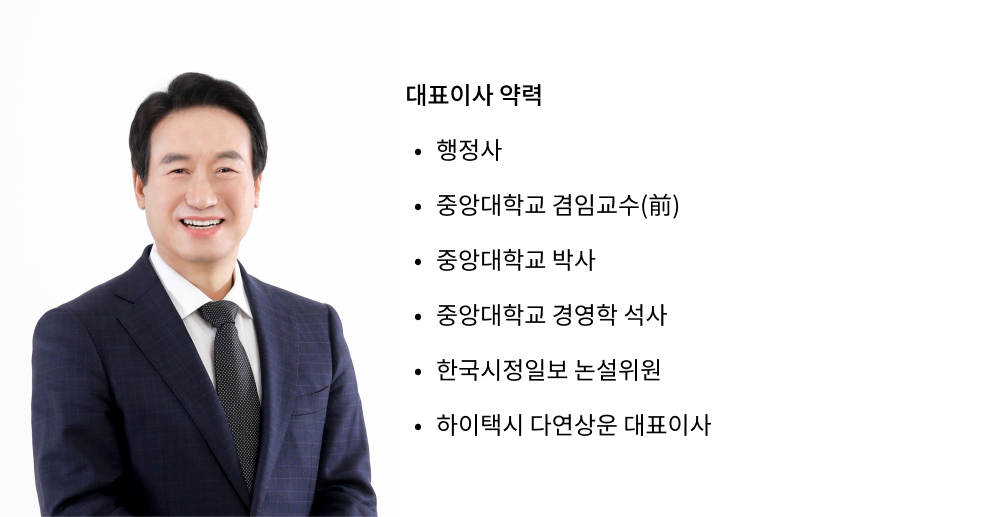 대표이사 약력
• 행정사
• 중앙대학교 겸임교수(前)
• 중앙대학교 박사
• 중앙대학교 경영학 석사
• 한국시정일보 논설위원
• 하이택시 다연상운 대표이사